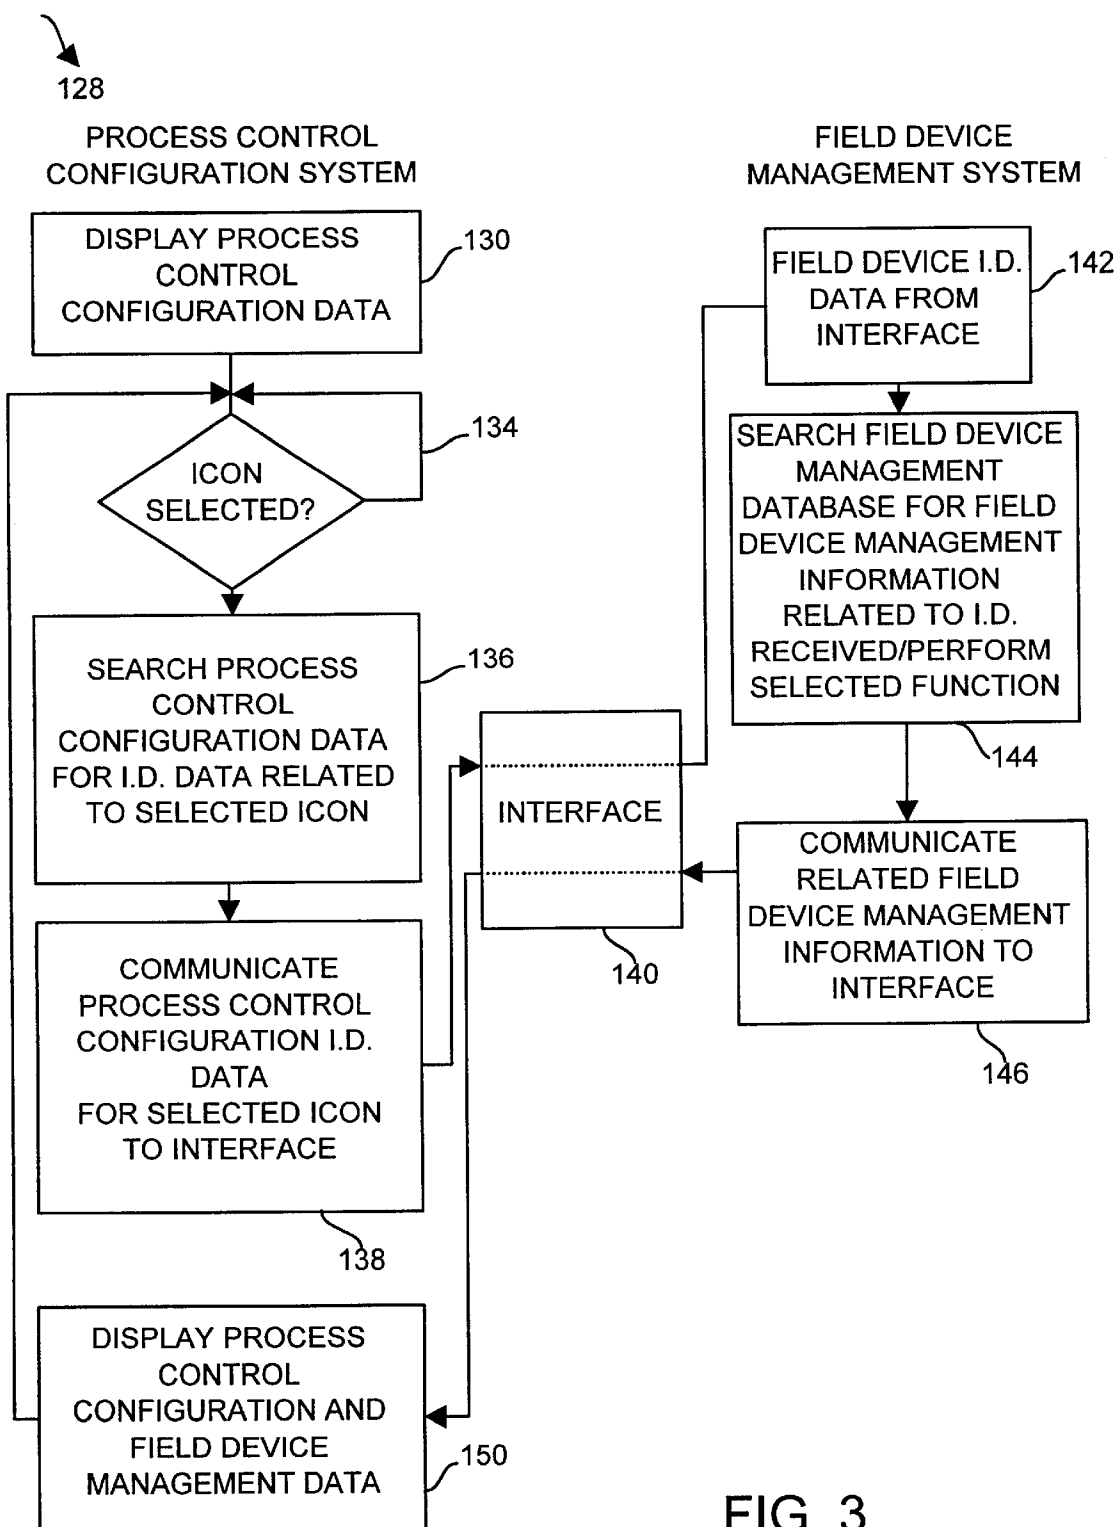 128
PROCESS CONTROL
CONFIGURATION SYSTEM
FIELD DEVICE
MANAGEMENT SYSTEM
DISPLAY PROCESS
CONTROL
CONFIGURATION DATA
130
FIELD DEVICE I.D.
DATA FROM
INTERFACE
142
ICON
SELECTED?
134
SEARCH FIELD DEVICE
MANAGEMENT
DATABASE FOR FIELD
DEVICE MANAGEMENT
INFORMATION
RELATED TO I.D.
RECEIVED/PERFORM
SELECTED FUNCTION
144
SEARCH PROCESS
CONTROL
CONFIGURATION DATA
FOR I.D. DATA RELATED
TO SELECTED ICON
136
INTERFACE
140
COMMUNICATE
RELATED FIELD
DEVICE MANAGEMENT
INFORMATION TO
INTERFACE
146
COMMUNICATE
PROCESS CONTROL
CONFIGURATION I.D.
DATA
FOR SELECTED ICON
TO INTERFACE
138
DISPLAY PROCESS
CONTROL
CONFIGURATION AND
FIELD DEVICE
MANAGEMENT DATA
150
FIG. 3